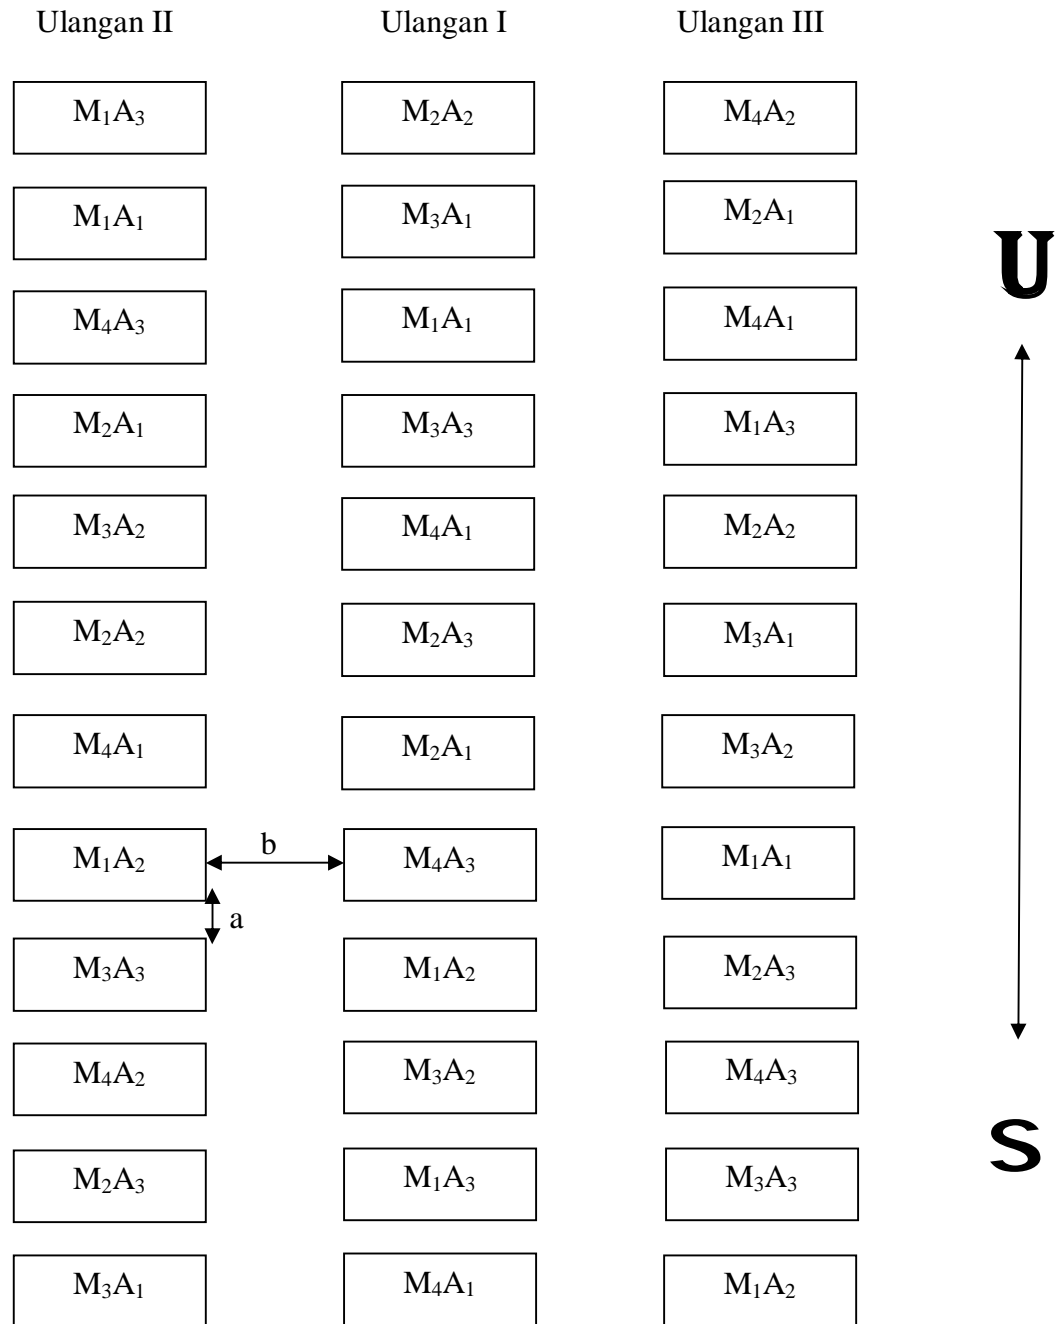 Ulangan II Ulangan I Ulangan III
M₁A₃ M₂A₂ M₄A₂
M₁A₁ M₃A₁ M₂A₁
U
M₄A₃ M₁A₁ M₄A₁
M₂A₁ M₃A₃ M₁A₃
M₃A₂ M₄A₁ M₂A₂
M₂A₂ M₂A₃ M₃A₁
M₄A₁ M₂A₁ M₃A₂
M₁A₂ b M₄A₃ M₁A₁
a
M₃A₃ M₁A₂ M₂A₃
M₄A₂ M₃A₂ M₄A₃
S
M₂A₃ M₁A₃ M₃A₃
M₃A₁ M₄A₁ M₁A₂